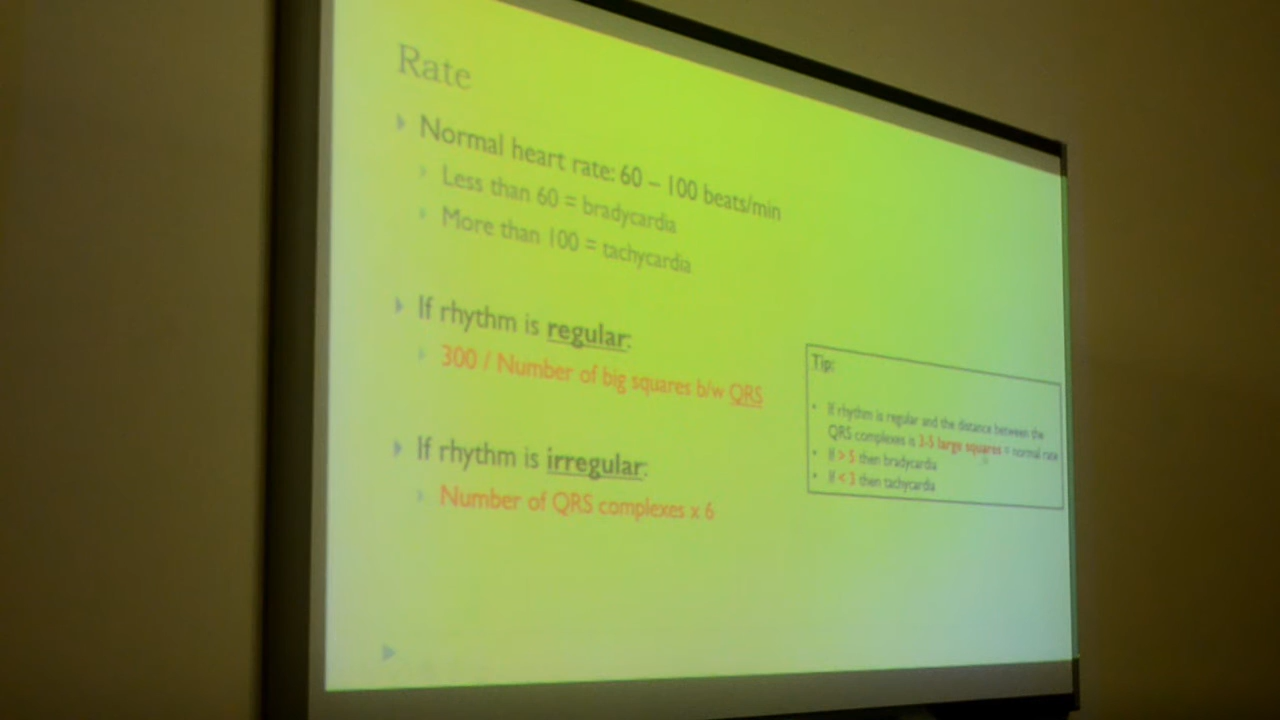 Rate
Normal heart rate: 60 – 100 beats/min
Less than 60 = bradycardia
More than 100 = tachycardia
If rhythm is regular:
300 / Number of big squares b/w QRS
If rhythm is irregular:
Number of QRS complexes x 6
Tip:
• If rhythm is regular and the distance between the
QRS complexes is 3-5 large squares = normal rate
• If > 5 then bradycardia
• If < 3 then tachycardia